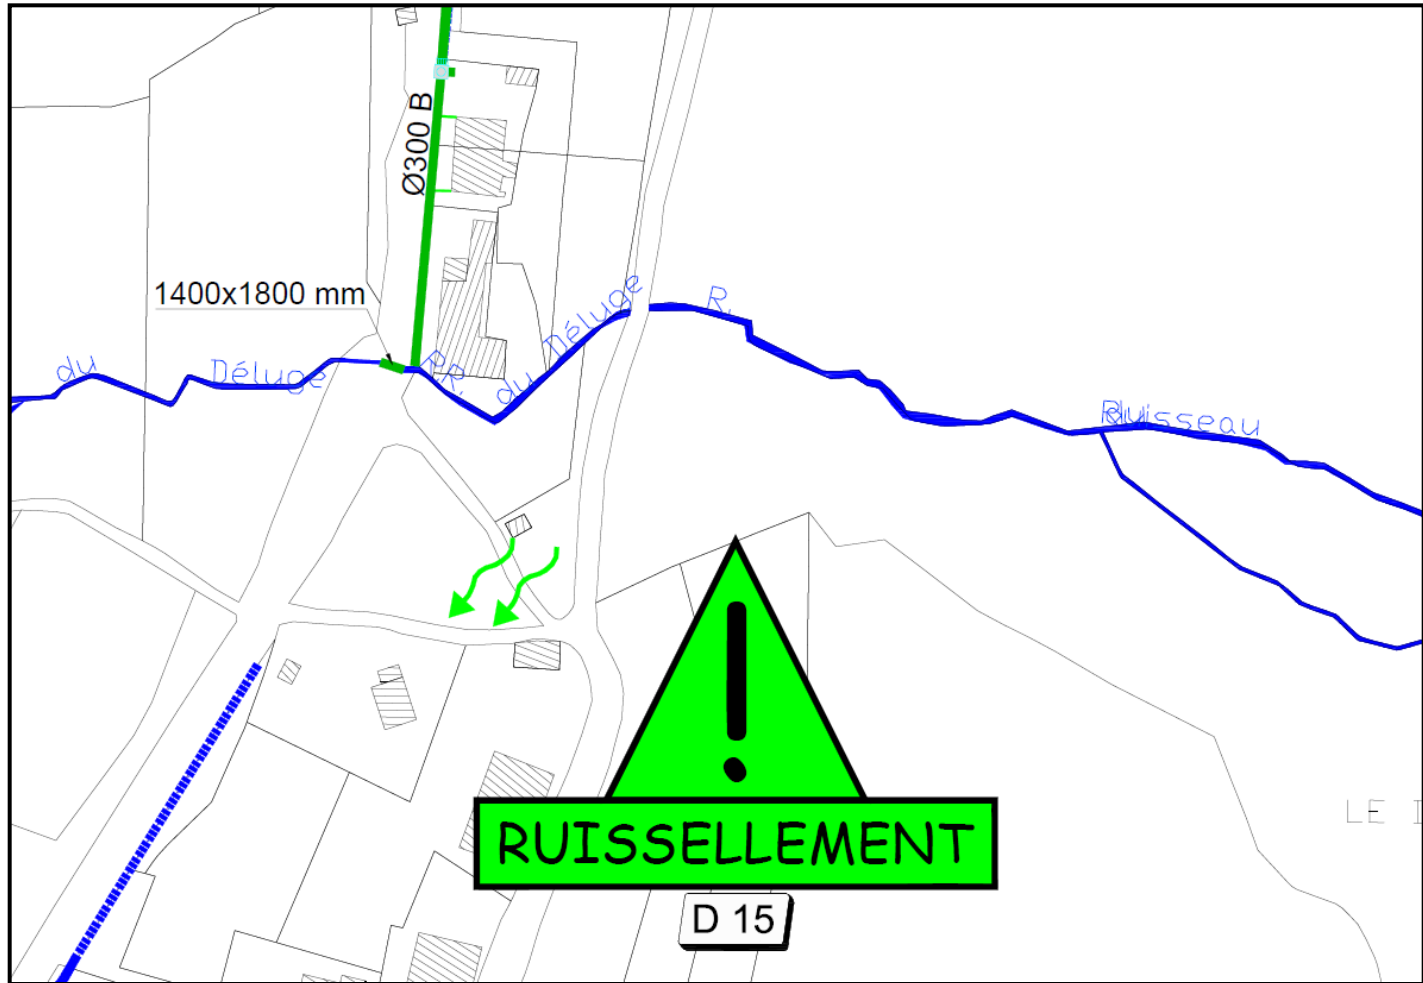 Ø300 B
1400x1800 mm
du
Déluge
R.
R.
du
Déluge
R.
Ruisseau
LE
RUISSELLEMENT
D 15